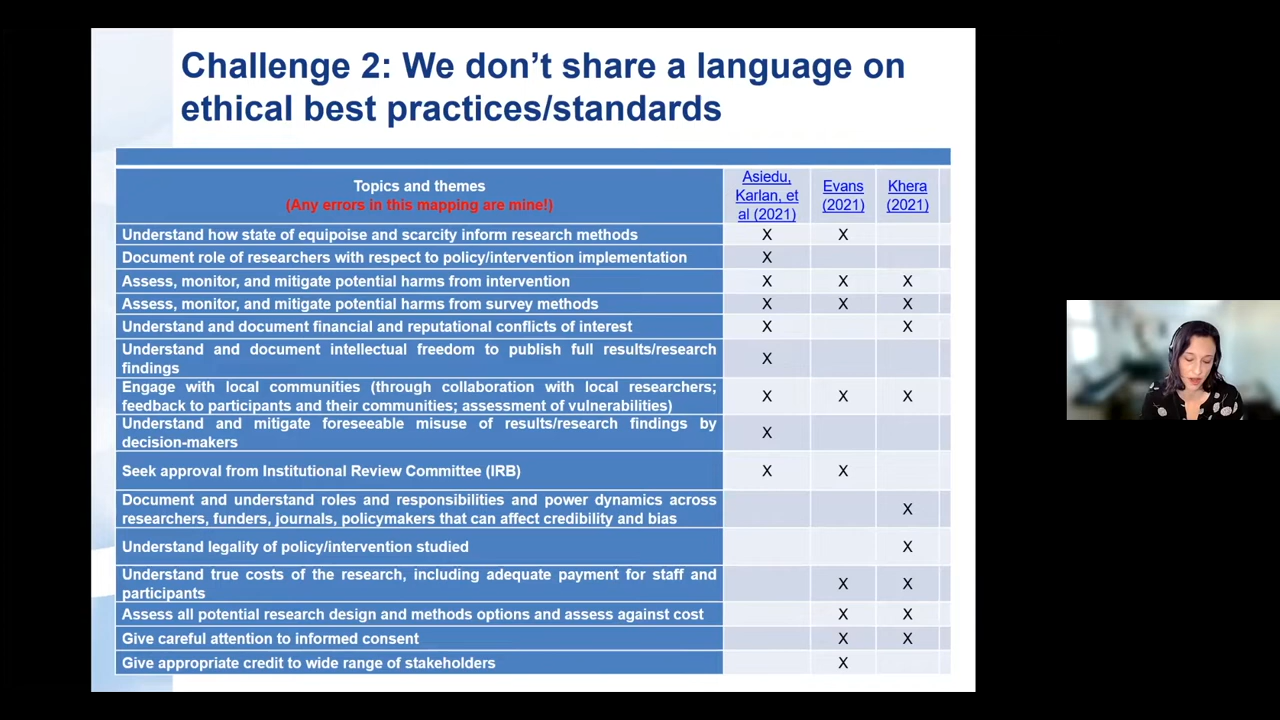 Challenge 2: We don't share a language on
ethical best practices/standards
Topics and themes
(Any errors in this mapping are mine!)
Asiedu,
Karlan, et
al (2021)
Evans
(2021)
Khera
(2021)
Understand how state of equipoise and scarcity inform research methods X X
Document role of researchers with respect to policy/intervention implementation X
Assess, monitor, and mitigate potential harms from intervention X X X
Assess, monitor, and mitigate potential harms from survey methods X X X
Understand and document financial and reputational conflicts of interest X X
Understand and document intellectual freedom to publish full results/research
findings X
Engage with local communities (through collaboration with local researchers;
feedback to participants and their communities; assessment of vulnerabilities) X X X
Understand and mitigate foreseeable misuse of results/research findings by
decision-makers X
Seek approval from Institutional Review Committee (IRB) X X
Document and understand roles and responsibilities and power dynamics across
researchers, funders, journals, policymakers that can affect credibility and bias X
Understand legality of policy/intervention studied X
Understand true costs of the research, including adequate payment for staff and
participants X X
Assess all potential research design and methods options and assess against cost X X
Give careful attention to informed consent X X
Give appropriate credit to wide range of stakeholders X